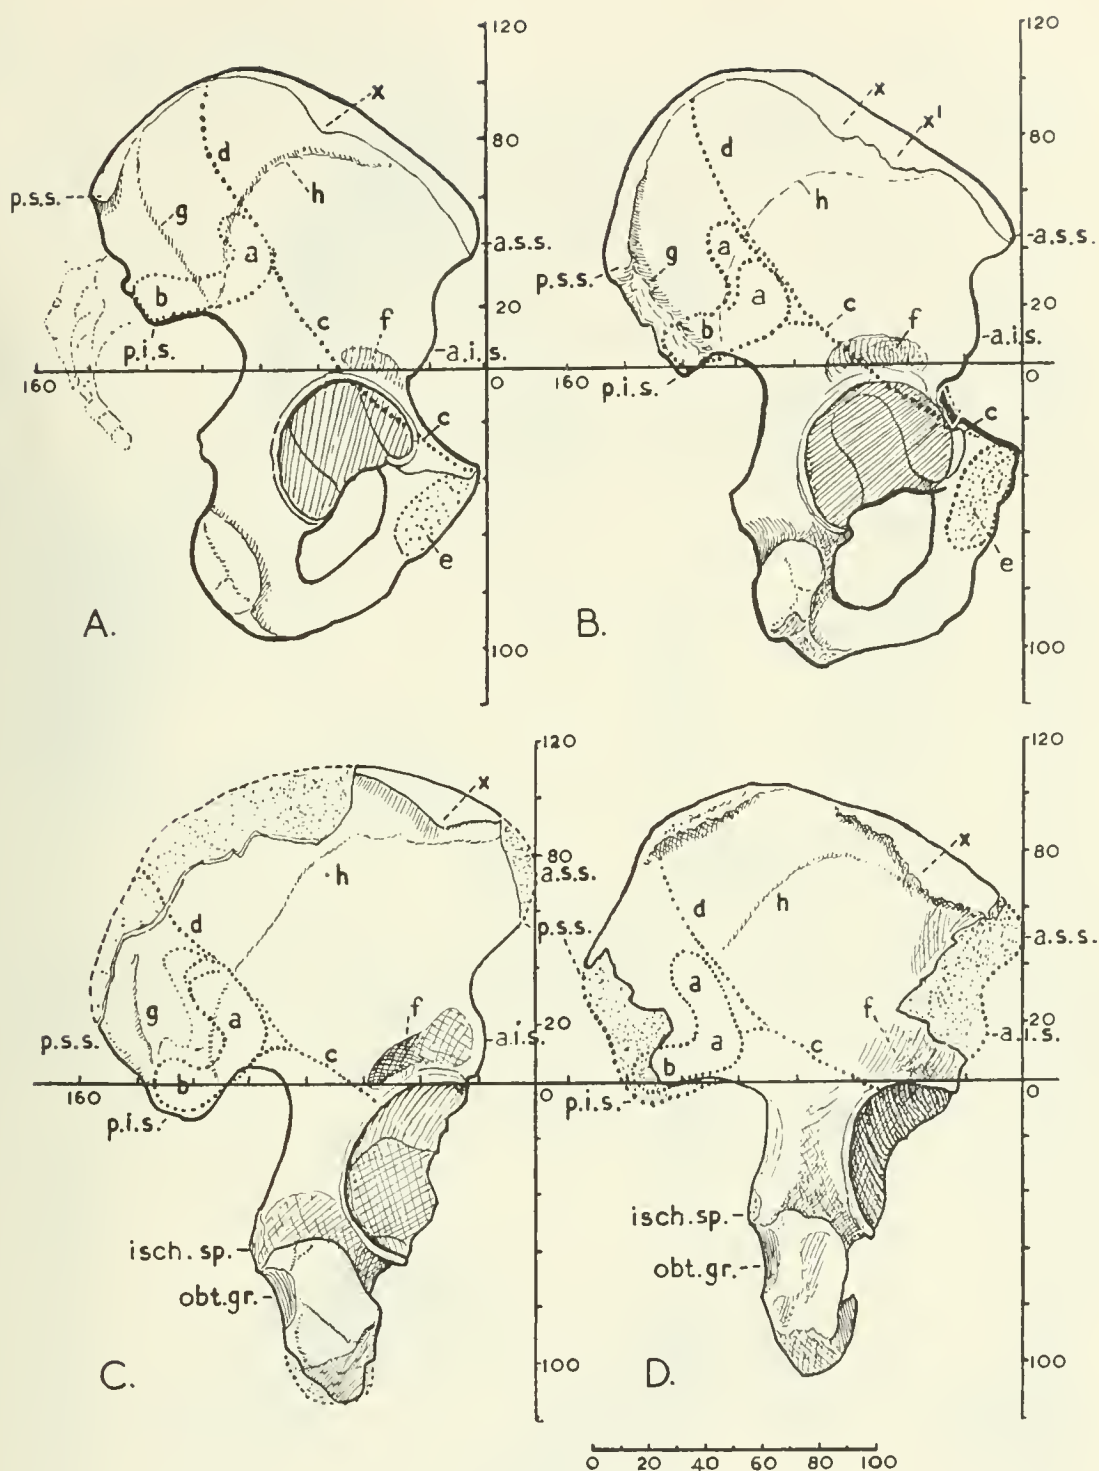 120
x
80
d
h
p.s.s.
g
a
-a.s.s.
b
20
c
f
p.i.s.
-a.i.s.
160
0
c
e
A.
100
120
x
x'
80
d
h
a
-a.s.s.
p.s.s.
g
a
c
20
b
f
-a.i.s.
160
p.i.s.
0
c
e
B.
100
120
x
80
a.s.s.
h
d
g
a
f
20
p.s.s.
c
a.i.s.
b
160
0
p.i.s.
isch.sp.-
obt.gr.-
C.
100
120
80
x
h
d
p.s.s.
-a.s.s.
a
f
20
a
c
-a.i.s.
b
p.i.s.-
0
isch.sp.-
obt.gr.--
D.
100
0 20 40 60 80 100